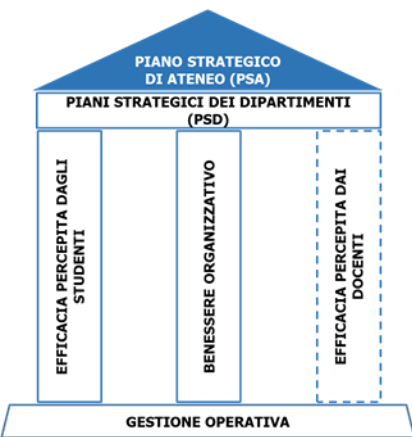 PIANO STRATEGICO
DI ATENEO (PSA)
PIANI STRATEGICI DEI DIPARTIMENTI
(PSD)
EFFICACIA PERCEPITA DAGLI
STUDENTI
BENESSERE ORGANIZZATIVO
EFFICACIA PERCEPITA DAI
DOCENTI
GESTIONE OPERATIVA